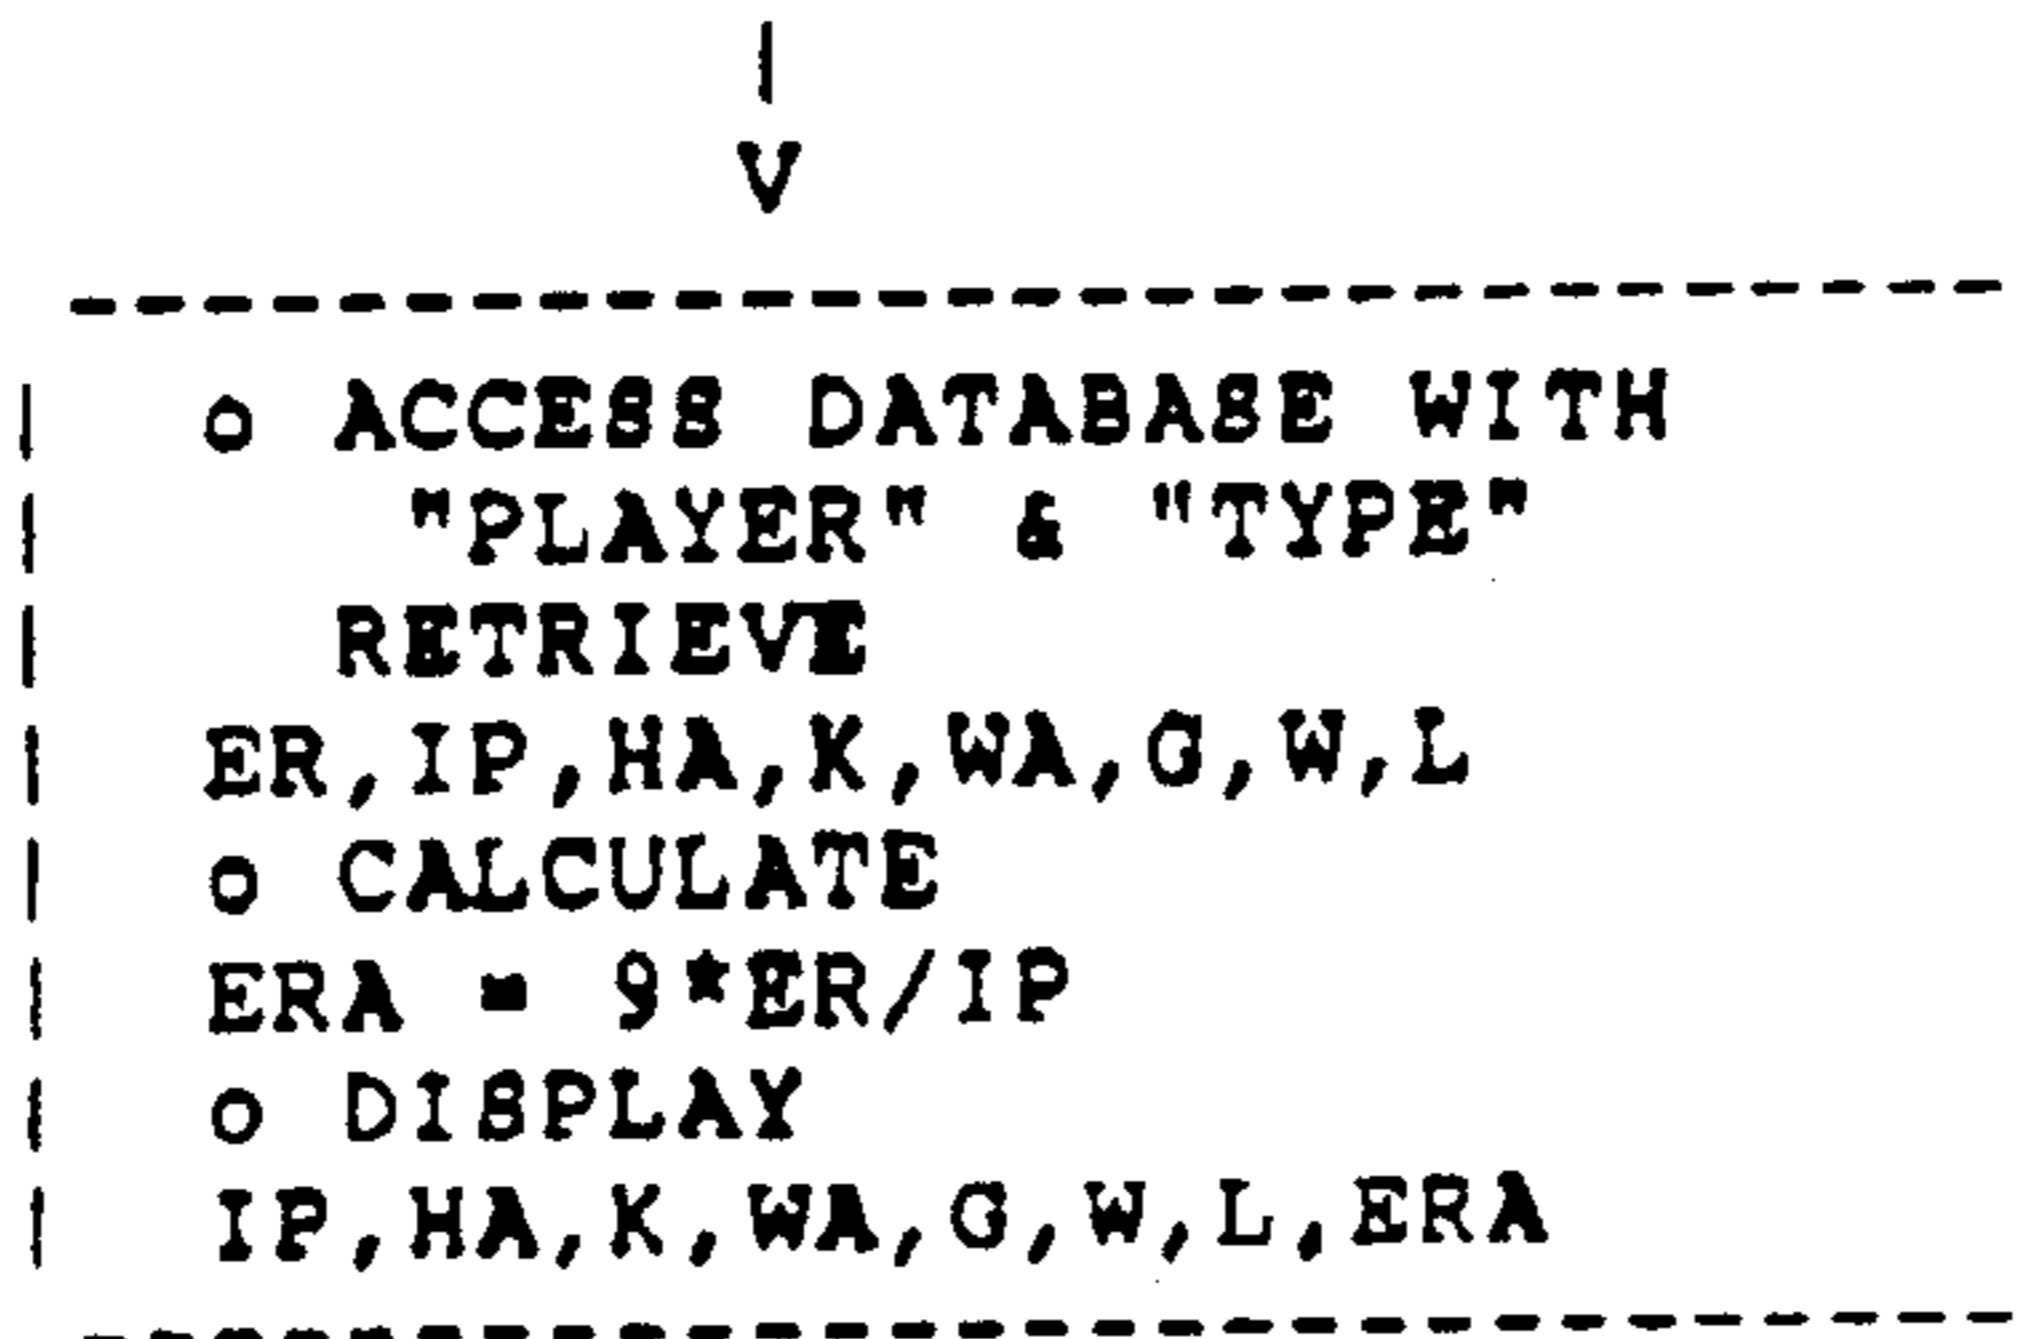 |
V
- - - - - - - - - - - - - - - - - - - - - - - - - - - - -
| o ACCESS DATABASE WITH
| "PLAYER" & "TYPE"
| RETRIEVE
| ER,IP,HA,K,WA,G,W,L
| o CALCULATE
| ERA = 9*ER/IP
| o DISPLAY
| IP,HA,K,WA,G,W,L,ERA
- - - - - - - - - - - - - - - - - - - - - - - - - - - - -